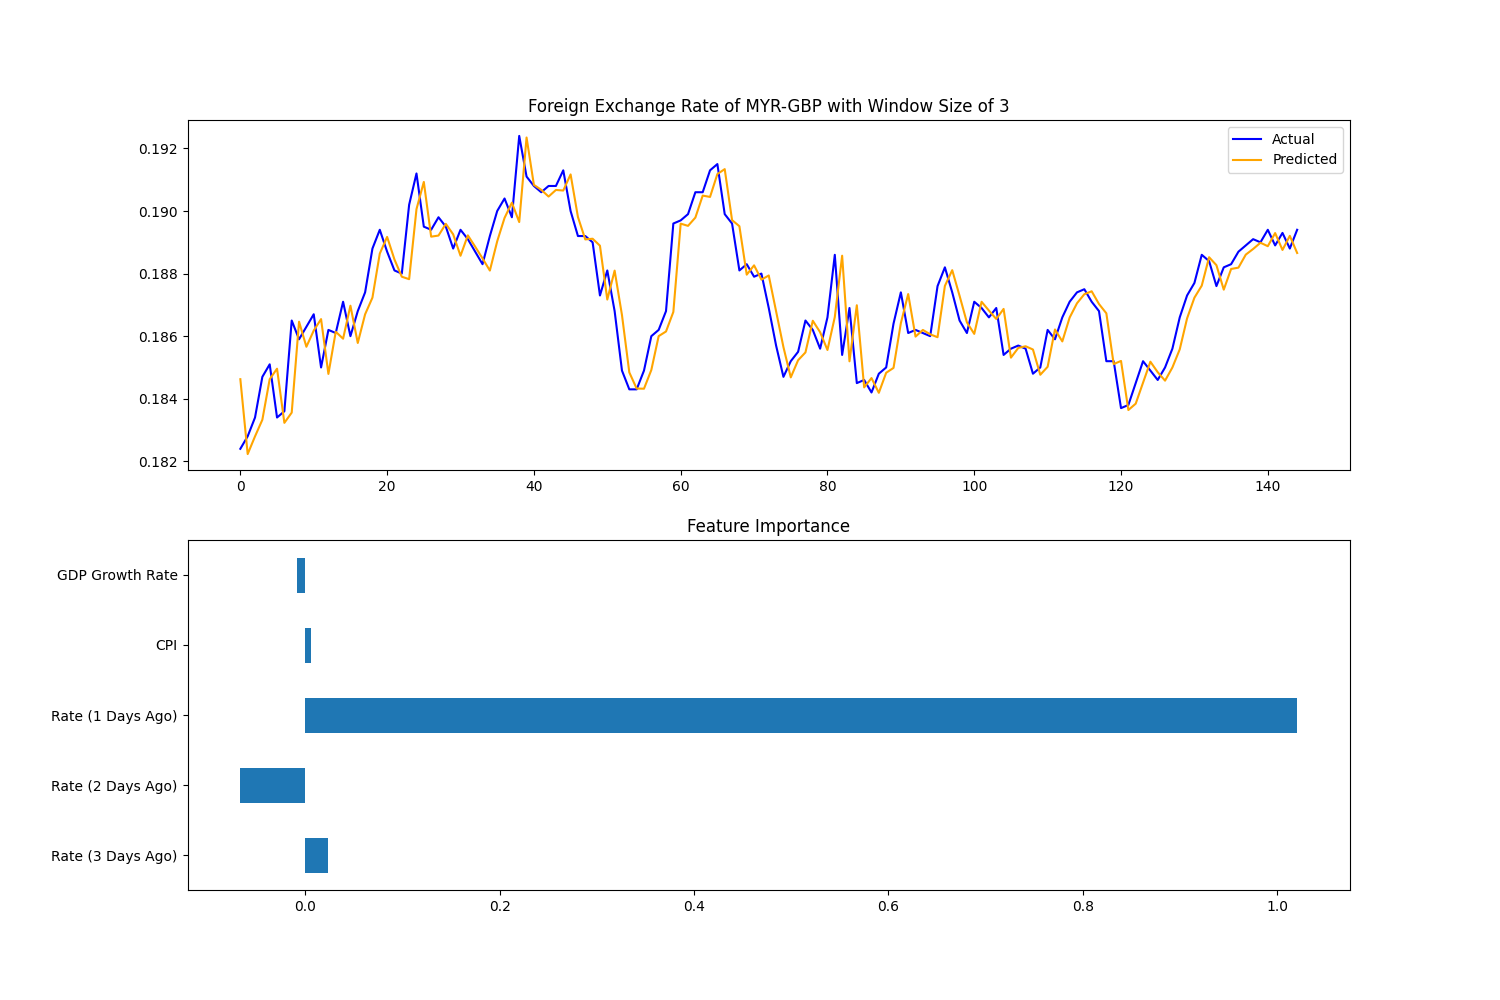 Foreign Exchange Rate of MYR-GBP with Window Size of 3
Actual
Predicted
0.192
0.190
0.188
0.186
0.184
0.182
0 20 40 60 80 100 120 140
Feature Importance
GDP Growth Rate
CPI
Rate (1 Days Ago)
Rate (2 Days Ago)
Rate (3 Days Ago)
0.0 0.2 0.4 0.6 0.8 1.0